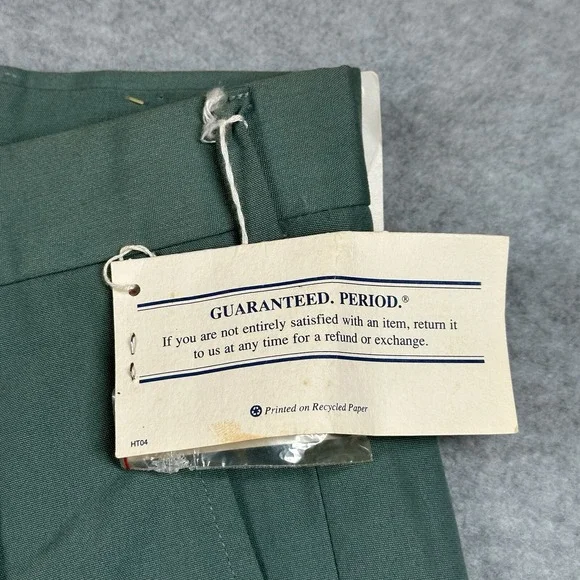 GUARANTEED. PERIOD.®
If you are not entirely satisfied with an item, return it
to us at any time for a refund or exchange.
Printed on Recycled Paper
HT04